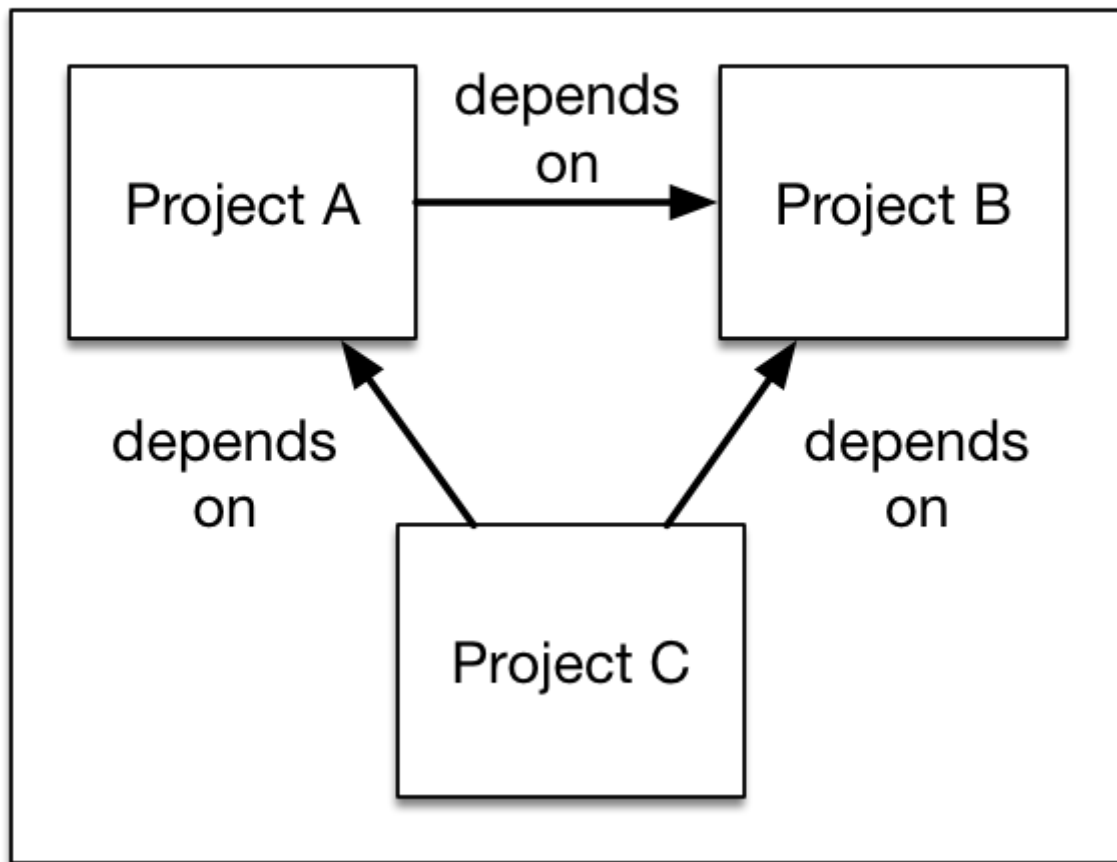 depends
on
Project A
Project B
depends
on
depends
on
Project C